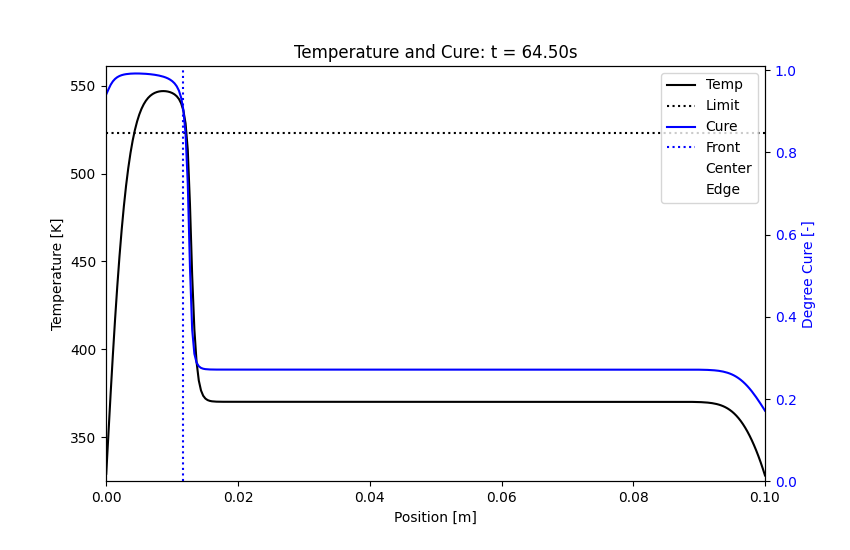 Temperature and Cure: t = 64.50s
550
500
450
400
350
Temperature [K]
1.0
0.8
0.6
0.4
0.2
0.0
Degree Cure [-]
Temp
Limit
Cure
Front
Center
Edge
0.00
0.02
0.04
0.06
0.08
0.10
Position [m]